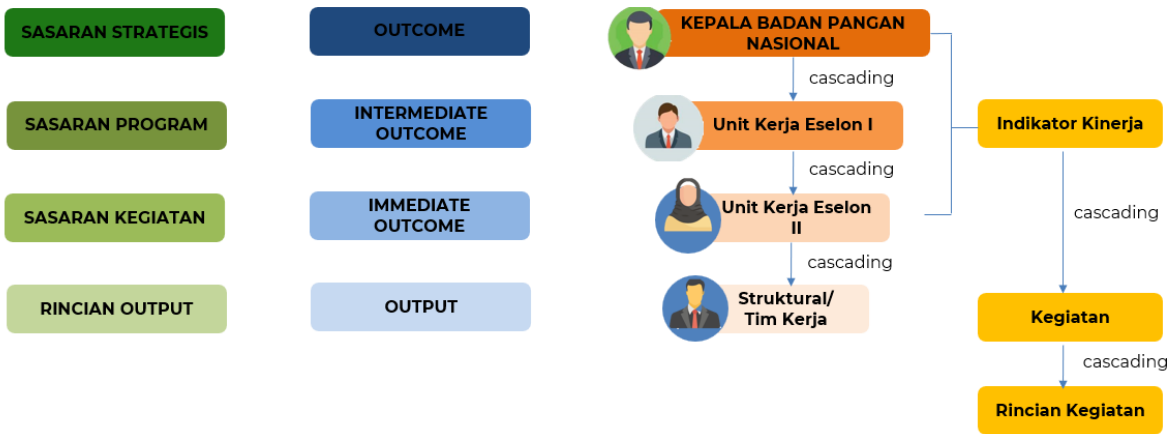 SASARAN STRATEGIS
OUTCOME
KEPALA BADAN PANGAN
NASIONAL
cascading
SASARAN PROGRAM
INTERMEDIATE
OUTCOME
Unit Kerja Eselon I
Indikator Kinerja
cascading
SASARAN KEGIATAN
IMMEDIATE
OUTCOME
Unit Kerja Eselon
II
cascading
cascading
RINCIAN OUTPUT
OUTPUT
Struktural/
Tim Kerja
Kegiatan
cascading
Rincian Kegiatan